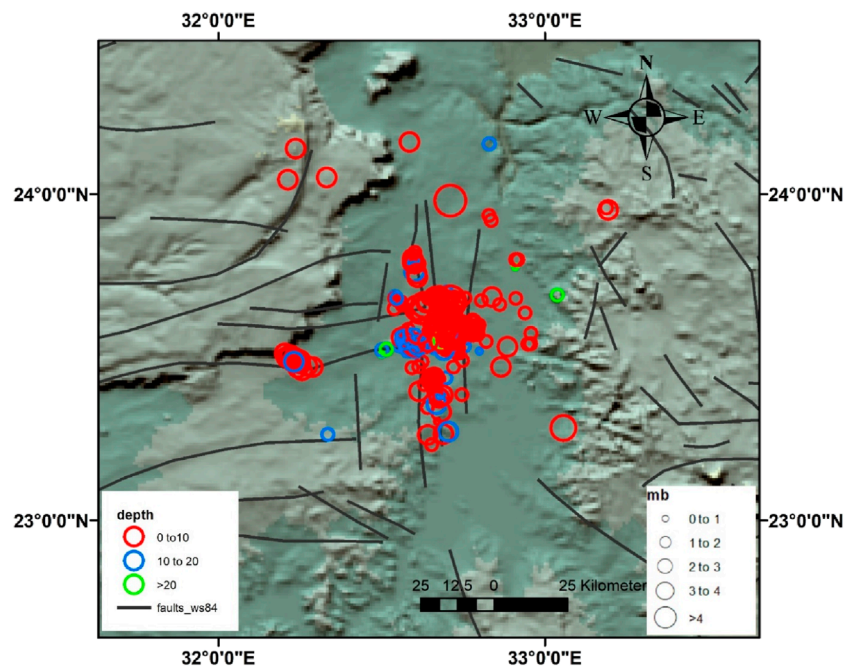 32°0'0"E 33°0'0"E
N
W E
S
24°0'0"N 24°0'0"N
23°0'0"N 23°0'0"N
depth
0 to10
10 to 20
>20
faults_ws84
25 12.5 0 25 Kilometer
mb
0 to 1
1 to 2
2 to 3
3 to 4
>4
32°0'0"E 33°0'0"E